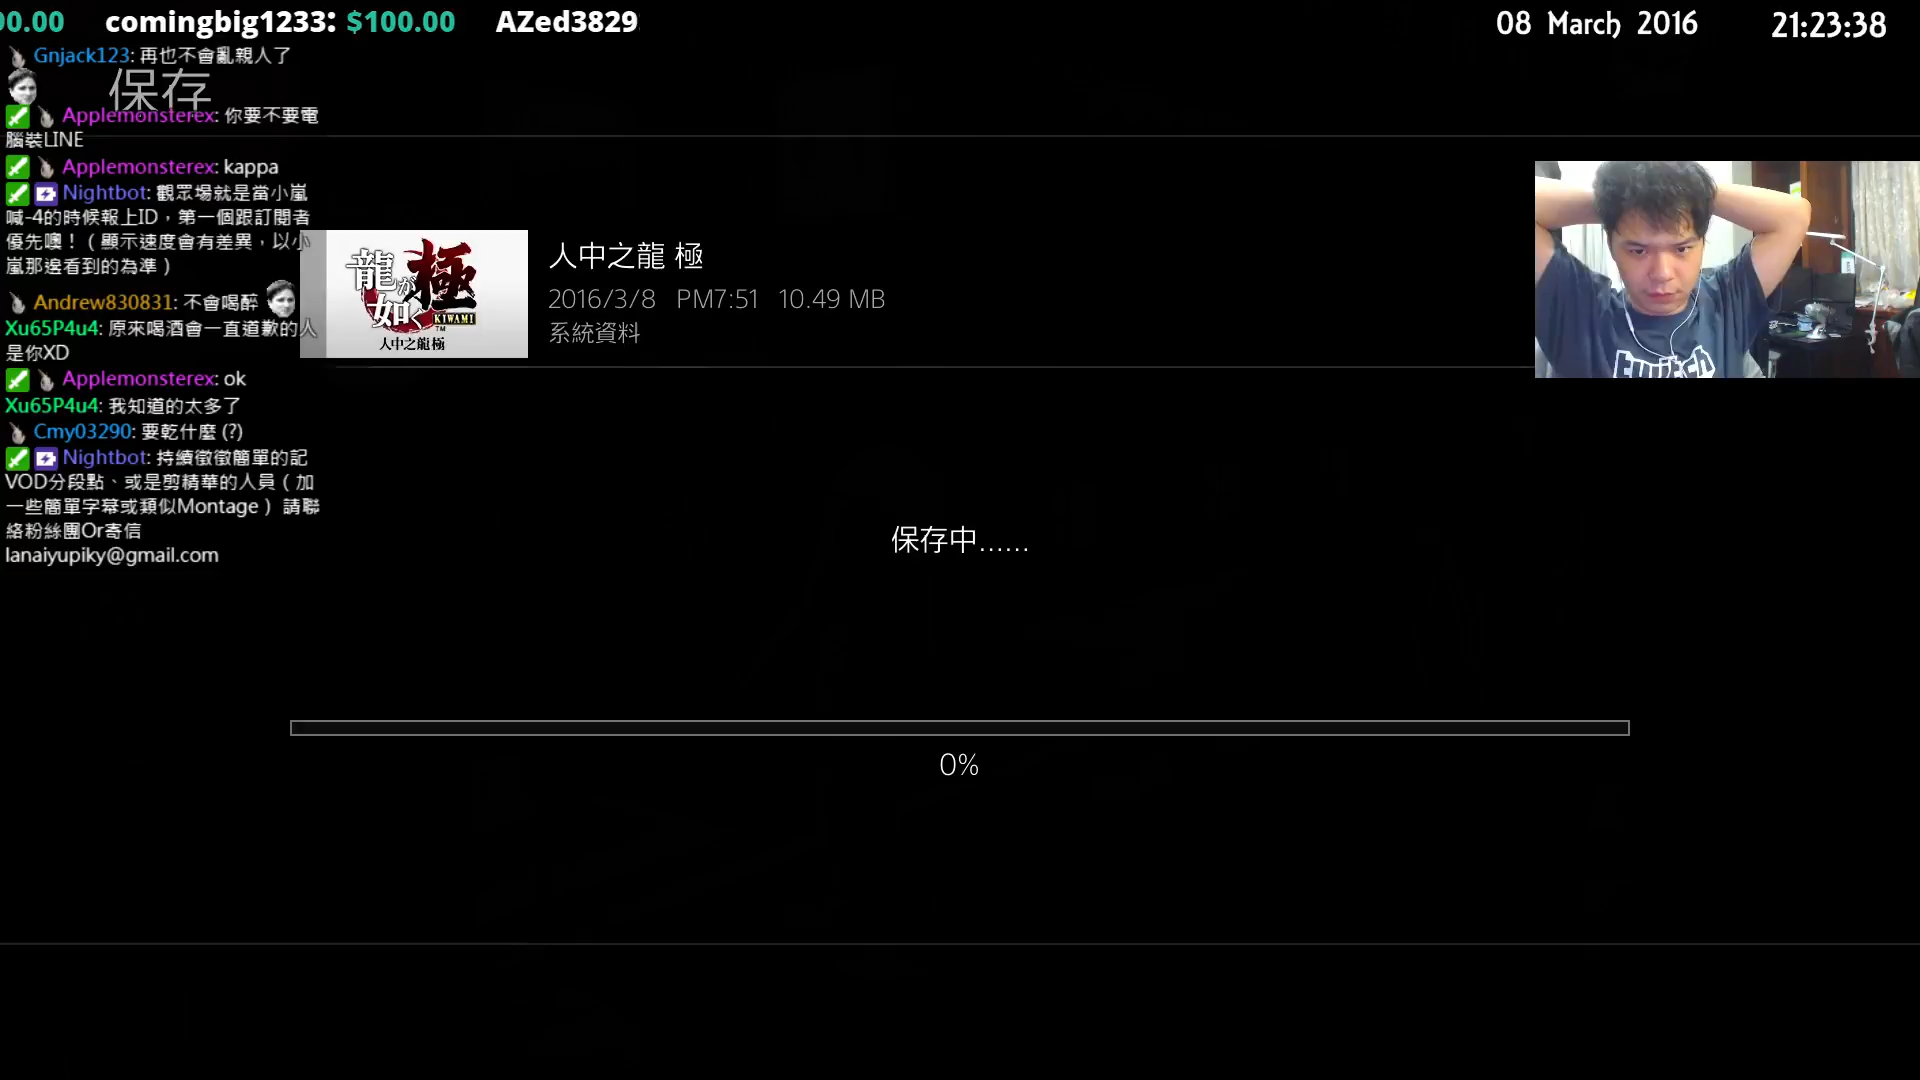 00.00 comingbig1233: $100.00 AZed3829
08 March 2016 21:23:38
Gnjack123: 再也不會亂親人了
保存
Applemonsterex: 你要不要電
腦裝LINE
Applemonsterex: kappa
Nightbot: 觀眾場就是當小嵐
喊-4的時候報上ID，第一個跟訂閱者
優先噢！（顯示速度會有差異，以小
嵐那邊看到的為準）
Andrew830831: 不會喝醉
Xu65P4u4: 原來喝酒會一直道歉的人
是你XD
Applemonsterex: ok
Xu65P4u4: 我知道的太多了
Cmy03290: 要乾什麼 (?)
Nightbot: 持續徵徵簡單的記
VOD分段點、或是剪精華的人員（加
一些簡單字幕或類似Montage） 請聯
絡粉絲團Or寄信
lanaiyupiky@gmail.com
龍が如く 極
KIWAMI
TM
人中之龍 極
人中之龍 極
2016/3/8 PM7:51 10.49 MB
系統資料
twitch
保存中......
0%